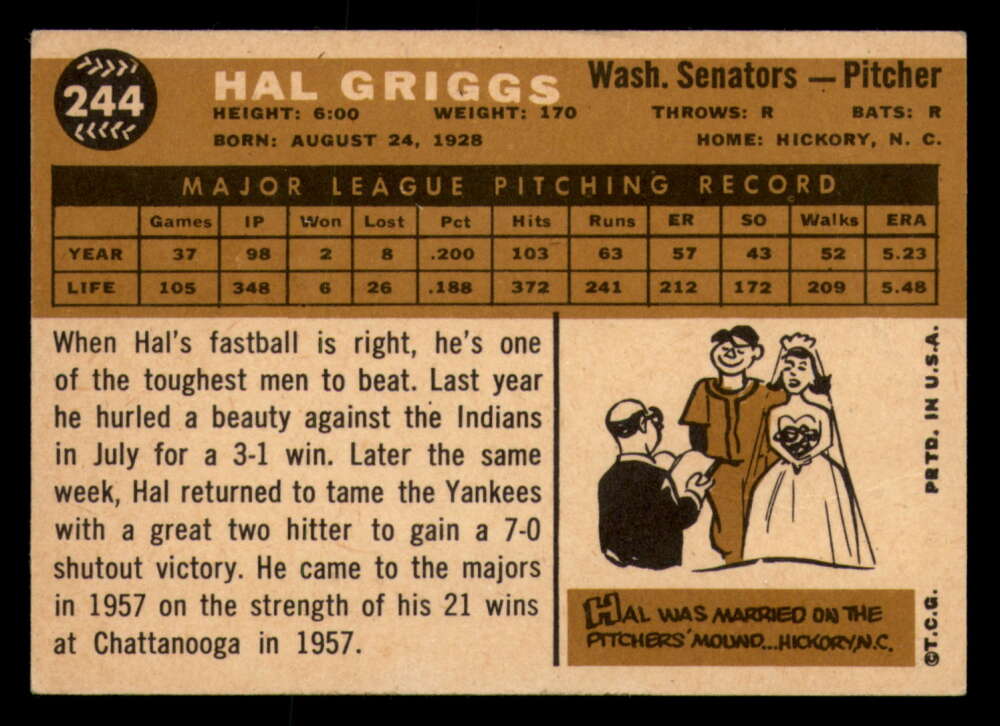 244
HAL GRIGGS
Wash. Senators — Pitcher
HEIGHT: 6:00 WEIGHT: 170 THROWS: R BATS: R
BORN: AUGUST 24, 1928 HOME: HICKORY, N. C.
MAJOR LEAGUE PITCHING RECORD
Games IP Won Lost Pct Hits Runs ER SO Walks ERA
YEAR 37 98 2 8 .200 103 63 57 43 52 5.23
LIFE 105 348 6 26 .188 372 241 212 172 209 5.48
When Hal's fastball is right, he's one
of the toughest men to beat. Last year
he hurled a beauty against the Indians
in July for a 3-1 win. Later the same
week, Hal returned to tame the Yankees
with a great two hitter to gain a 7-0
shutout victory. He came to the majors
in 1957 on the strength of his 21 wins
at Chattanooga in 1957.
HAL WAS MARRIED ON THE
PITCHERS' MOUND...HICKORY, N.C.
©T.C.G. PRTD. IN U.S.A.